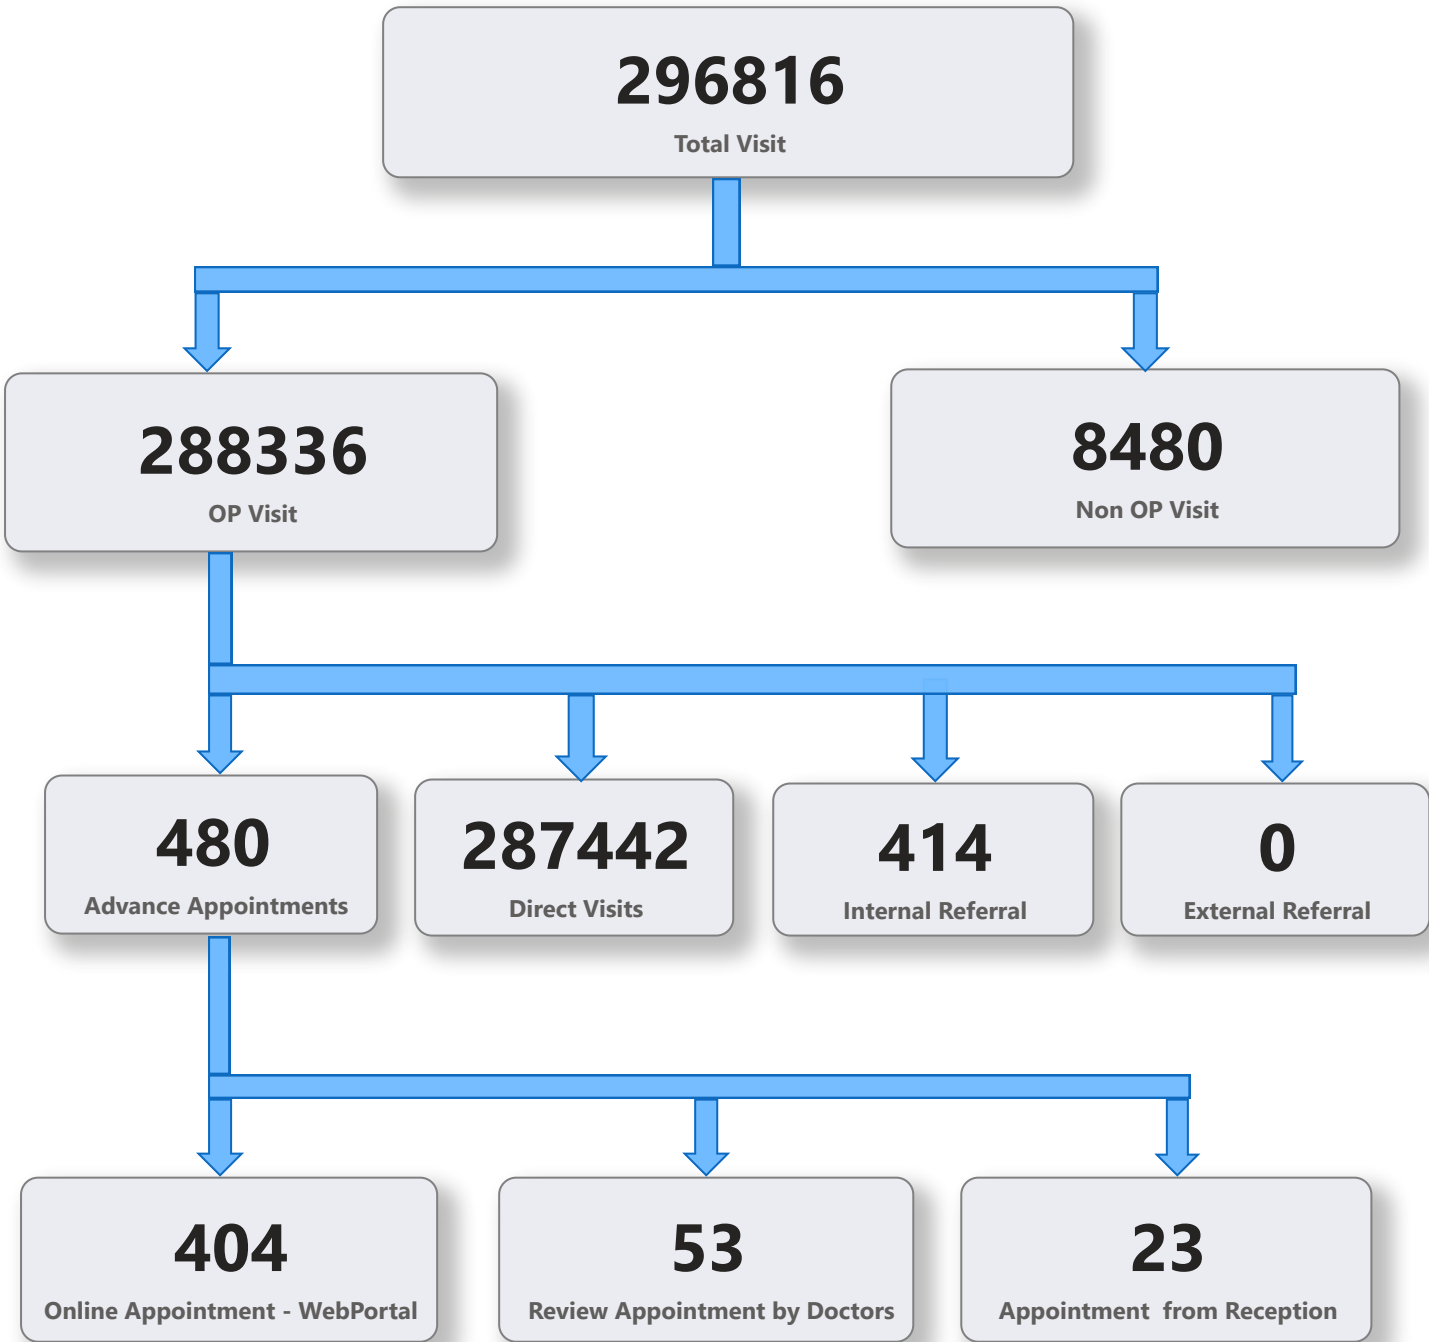 296816
Total Visit
288336
OP Visit
8480
Non OP Visit
480
Advance Appointments
287442
Direct Visits
414
Internal Referral
0
External Referral
404
Online Appointment - WebPortal
53
Review Appointment by Doctors
23
Appointment  from Reception